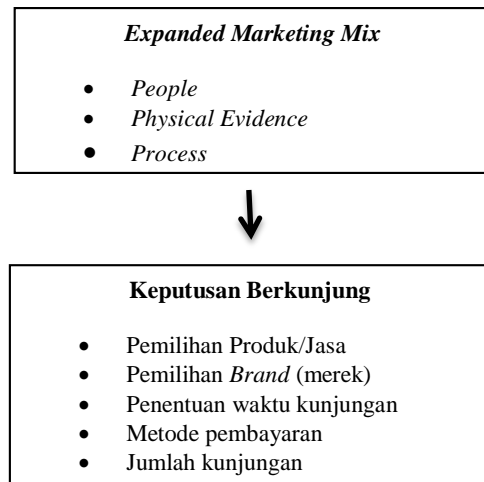 Expanded Marketing Mix
• People
• Physical Evidence
• Process
Keputusan Berkunjung
• Pemilihan Produk/Jasa
• Pemilihan Brand (merek)
• Penentuan waktu kunjungan
• Metode pembayaran
• Jumlah kunjungan